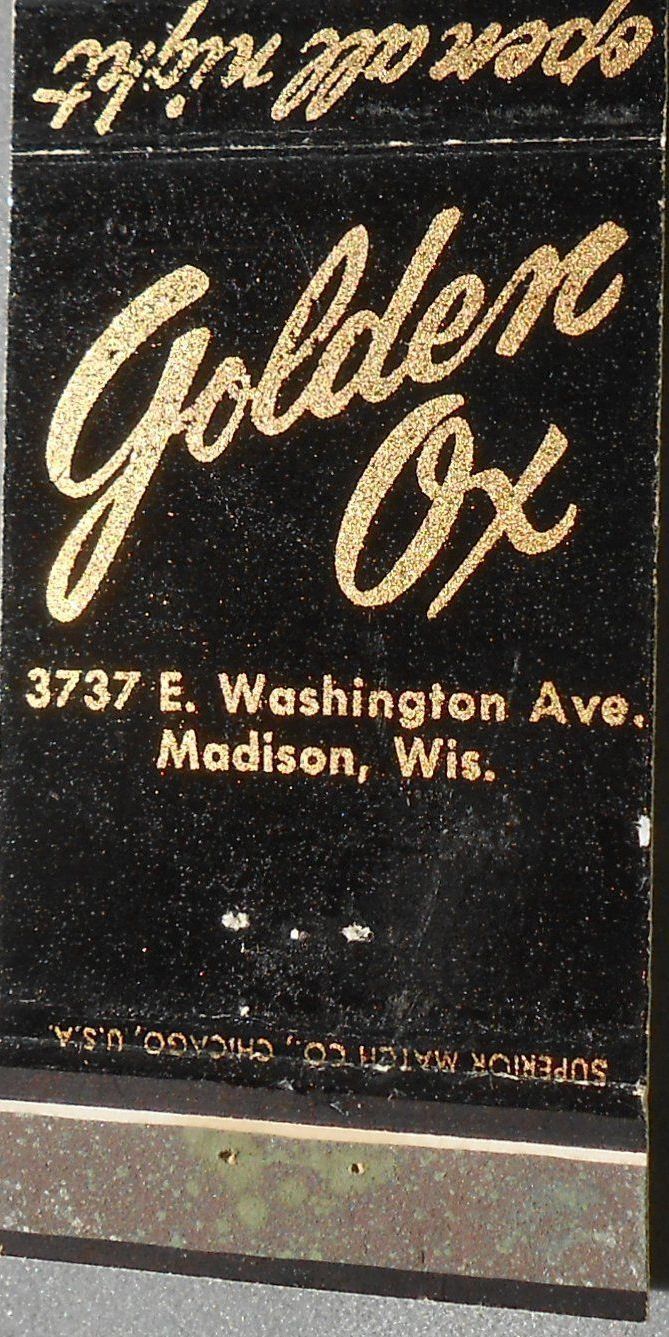 open all night
Golden
Ox
3737 E. Washington Ave.
Madison, Wis.
SUPERIOR MATCH CO., CHICAGO, U.S.A.